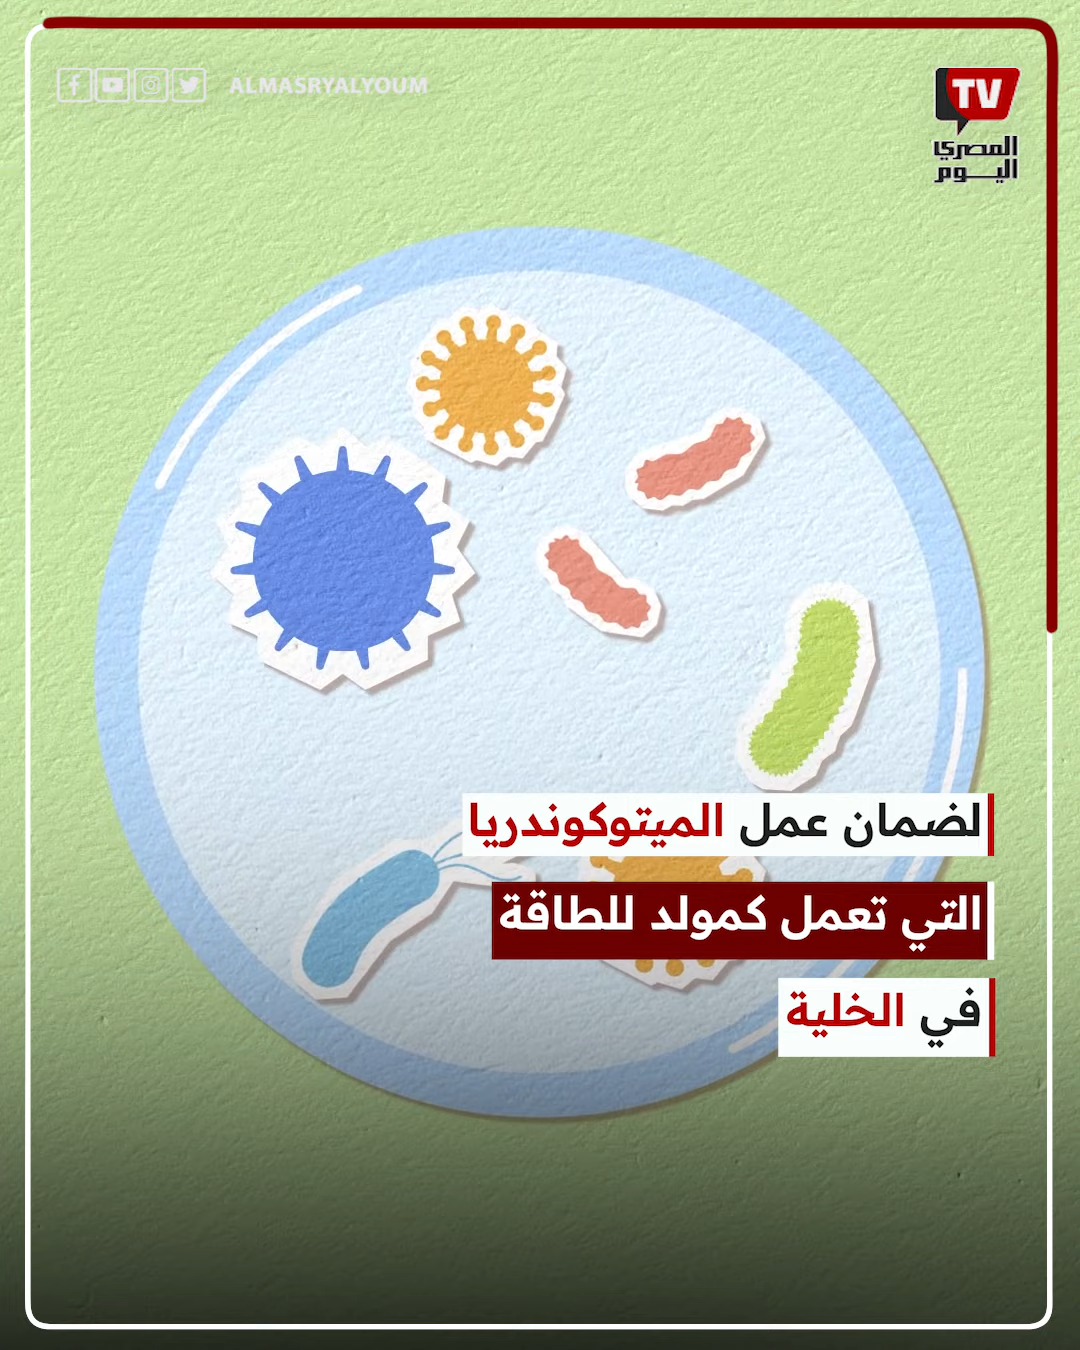 ALMASRYALYOUM
TV
المصري
اليوم
لضمان عمل الميتوكوندريا
التي تعمل كمولد للطاقة
في الخلية